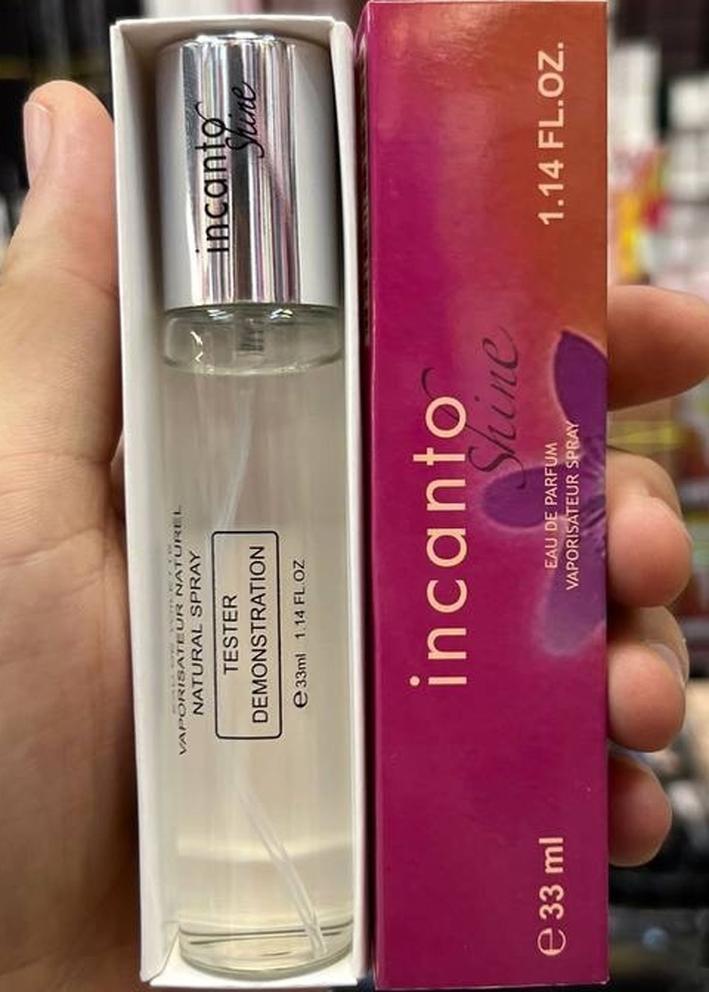 incanto
shine
VAPORISATEUR NATUREL
NATURAL SPRAY
TESTER
DEMONSTRATION
e 33ml 1.14 FL.OZ
incanto
shine
EAU DE PARFUM
VAPORISATEUR SPRAY
e 33 ml
1.14 FL.OZ.